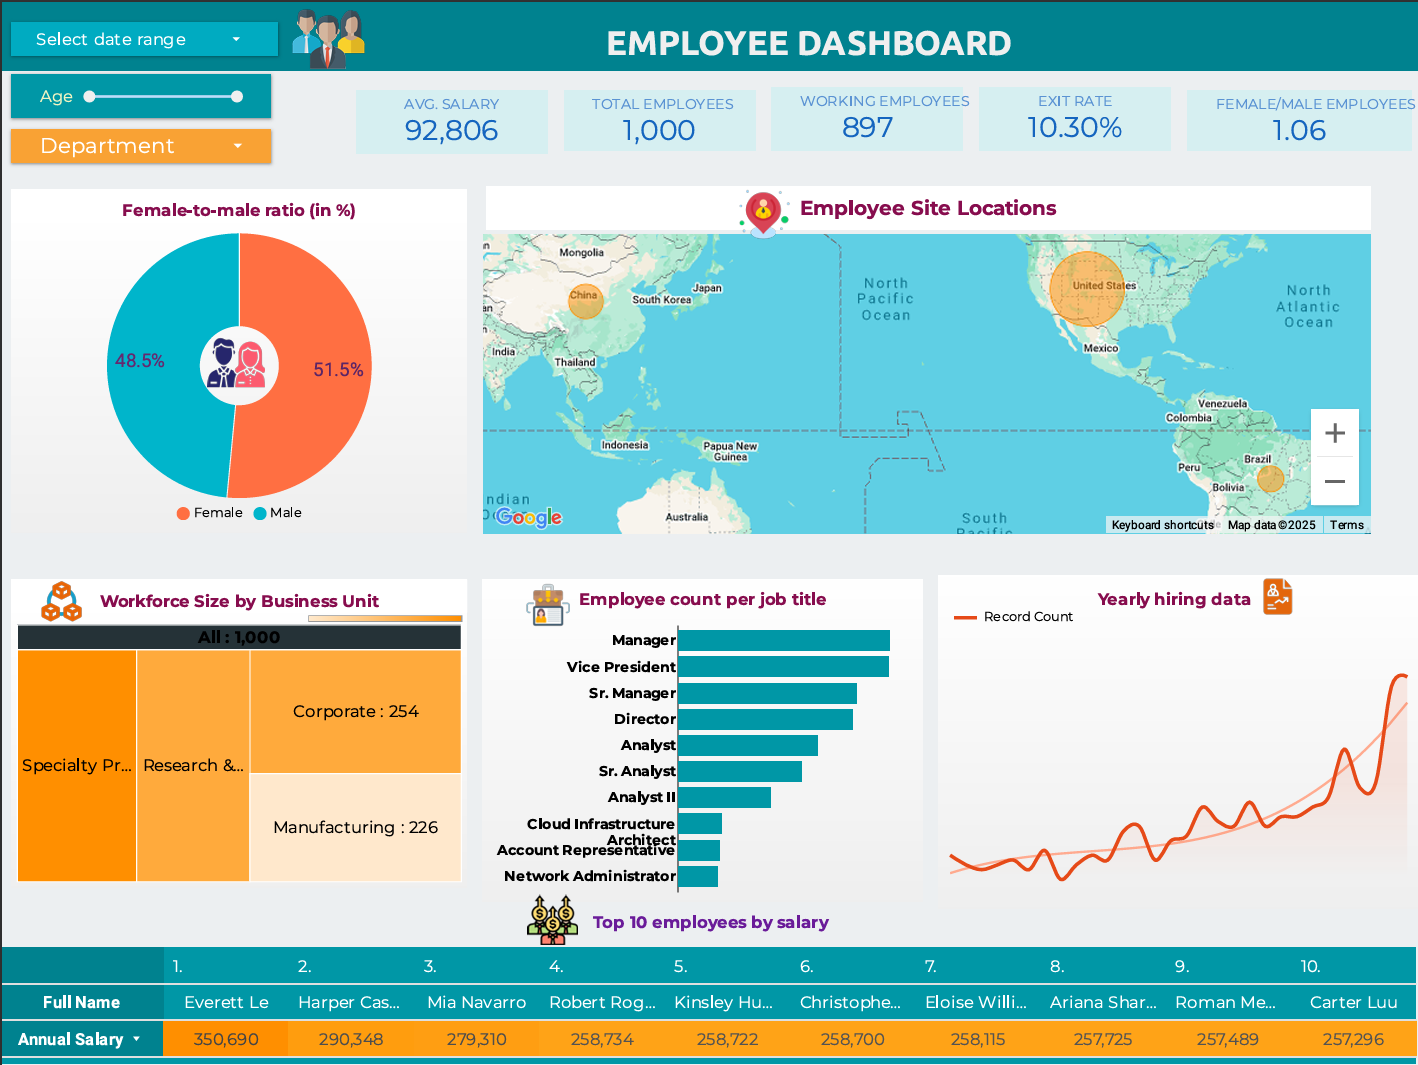 Select date range
EMPLOYEE DASHBOARD
Age
Department
AVG. SALARY
92,806
TOTAL EMPLOYEES
1,000
WORKING EMPLOYEES
897
EXIT RATE
10.30%
FEMALE/MALE EMPLOYEES
1.06
Female-to-male ratio (in %)
48.5%
51.5%
Female
Male
Employee Site Locations
Mongolia
China
Japan
South Korea
India
Thailand
Indonesia
Papua New
Guinea
Australia
North
Pacific
Ocean
United States
Mexico
North
Atlantic
Ocean
Venezuela
Colombia
Peru
Brazil
Bolivia
ndian
South
Pacific
Google
Keyboard shortcuts
Map data ©2025
Terms
Workforce Size by Business Unit
All : 1,000
Specialty Pr...
Research &...
Corporate : 254
Manufacturing : 226
Employee count per job title
Manager
Vice President
Sr. Manager
Director
Analyst
Sr. Analyst
Analyst II
Cloud Infrastructure
Architect
Account Representative
Network Administrator
Yearly hiring data
Record Count
Top 10 employees by salary
1. 2. 3. 4. 5. 6. 7. 8. 9. 10.
Full Name Everett Le Harper Cas... Mia Navarro Robert Rog... Kinsley Hu... Christophe... Eloise Willi... Ariana Shar... Roman Me... Carter Luu
Annual Salary 350,690 290,348 279,310 258,734 258,722 258,700 258,115 257,725 257,489 257,296